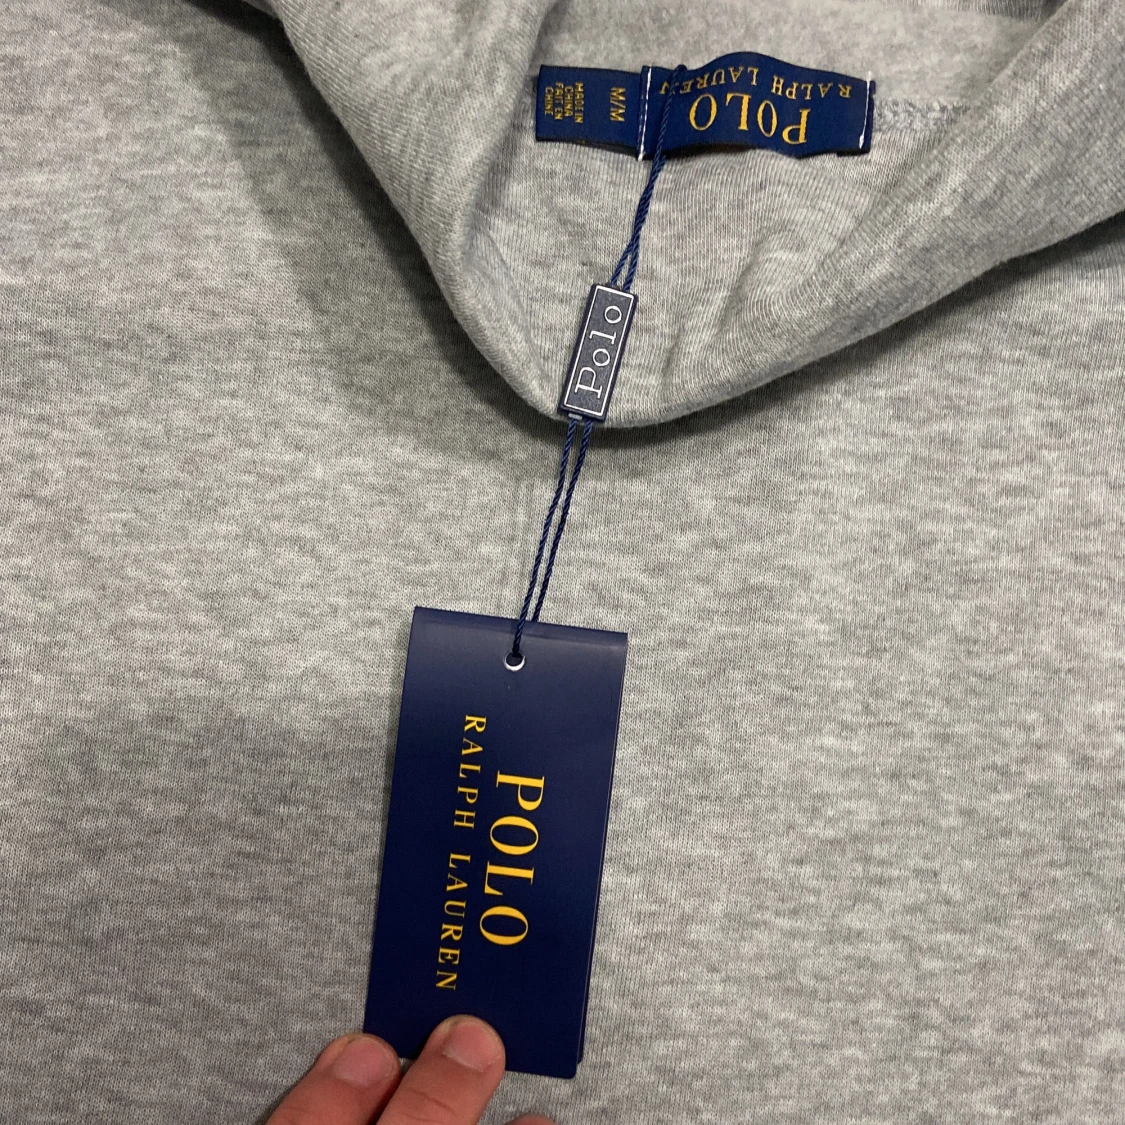 POLO
RALPH LAUREN
M/M
MADE IN
CHINA
FAIT EN
CHINE
Polo
POLO
RALPH LAUREN